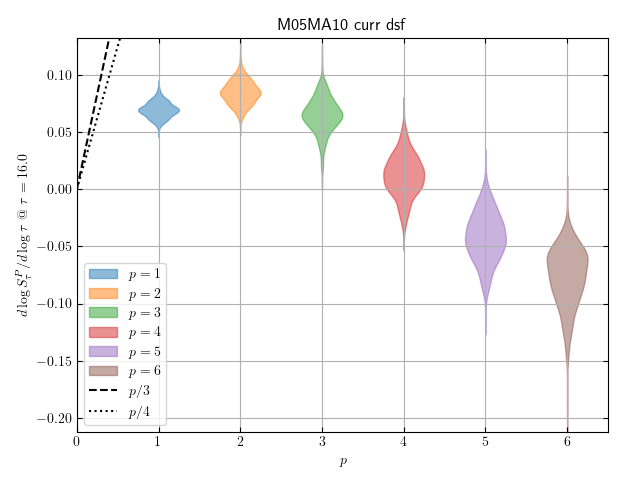 M05MA10 curr dsf
d log S_τ^P / d log τ @ τ = 16.0
0.10
0.05
0.00
−0.05
−0.10
−0.15
−0.20
p = 1
p = 2
p = 3
p = 4
p = 5
p = 6
p/3
p/4
0 1 2 3 4 5 6
p